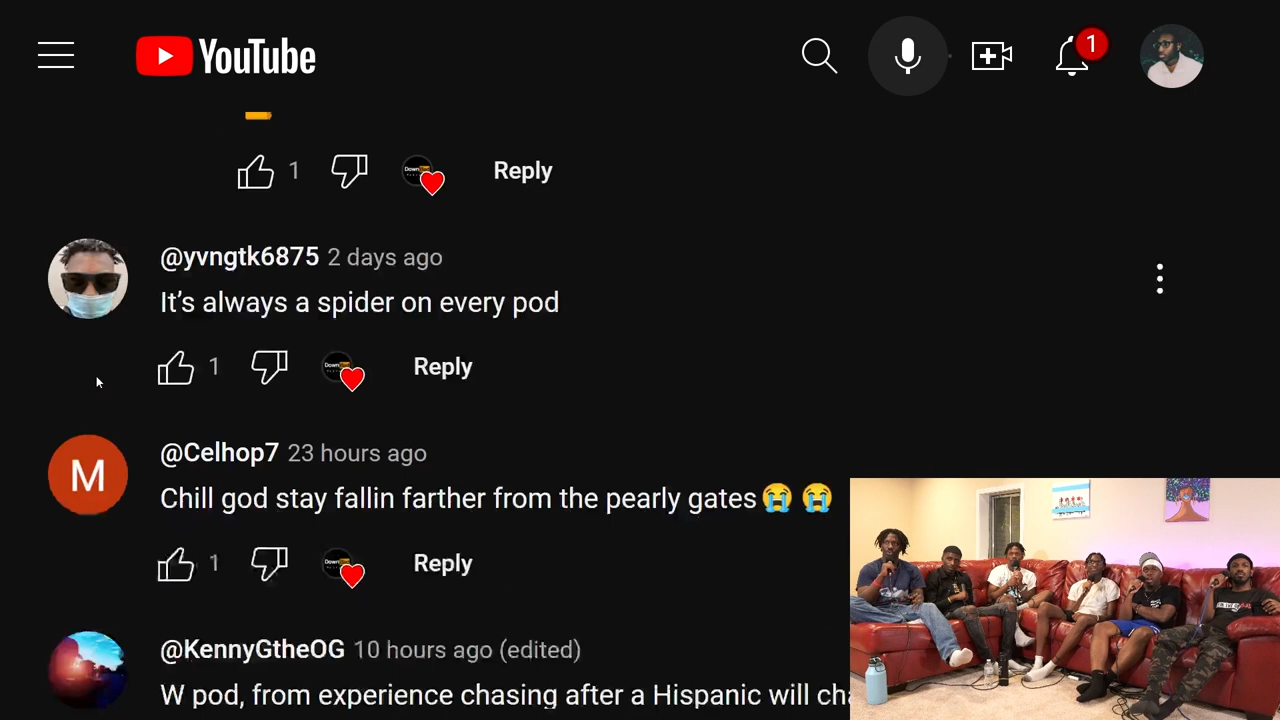 YouTube
1
1
Reply
@yvngtk6875 2 days ago
It’s always a spider on every pod
1
Reply
@Celhop7 23 hours ago
M
Chill god stay fallin farther from the pearly gates😭😭
1
Reply
@KennyGtheOG 10 hours ago (edited)
W pod, from experience chasing after a Hispanic will cha